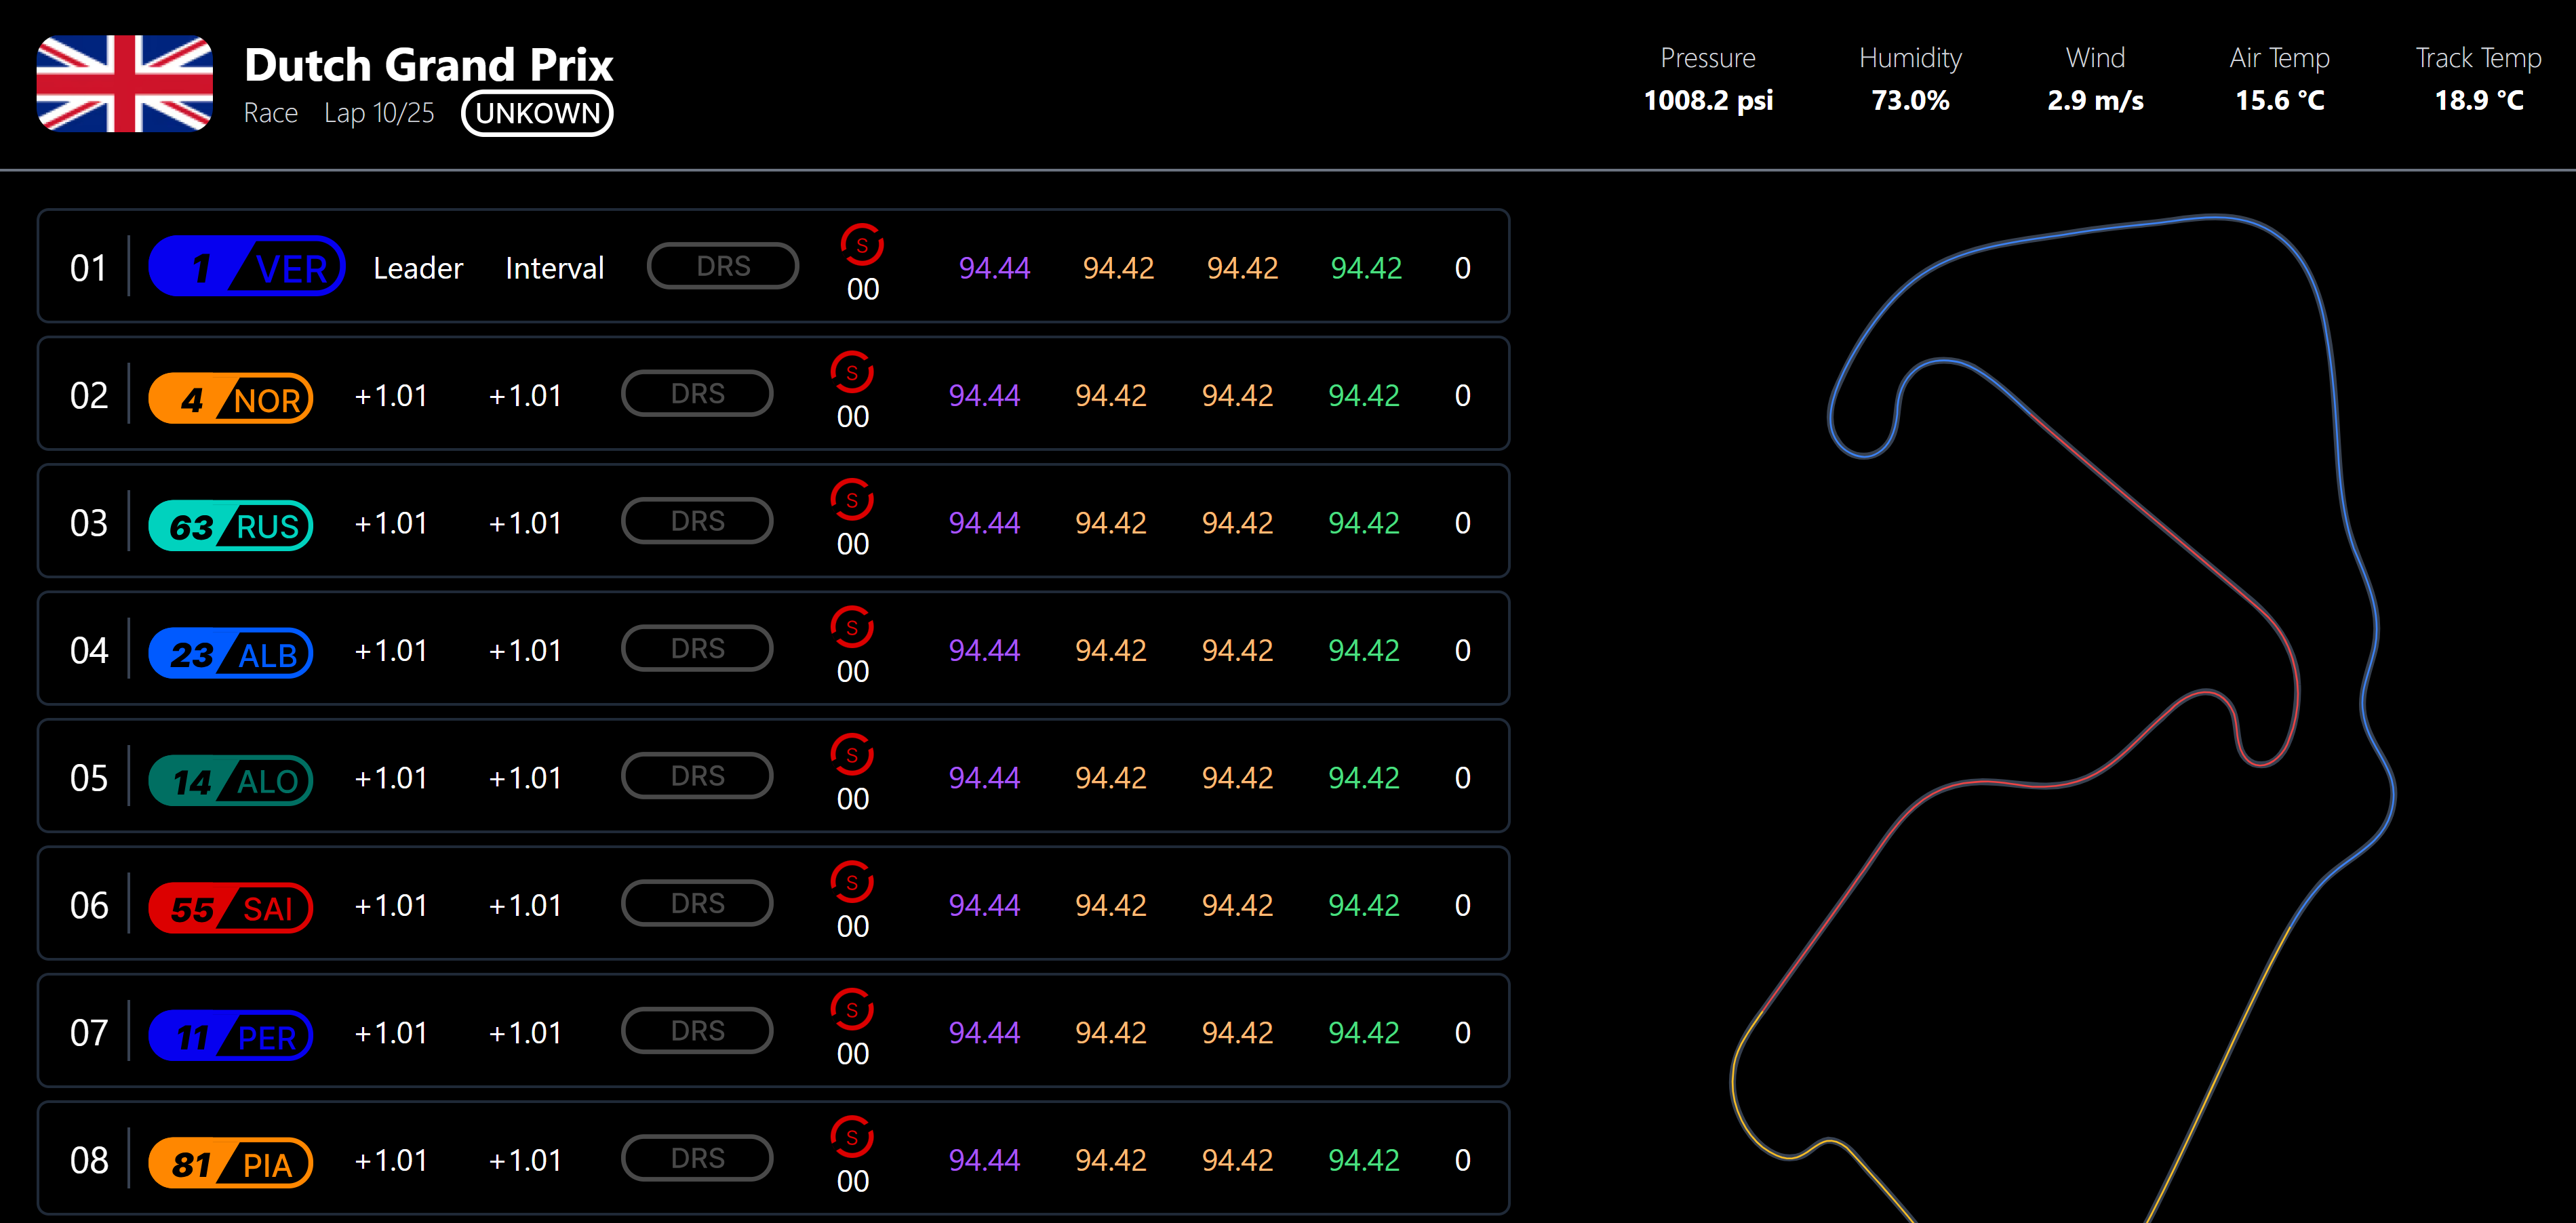 Dutch Grand Prix
Race Lap 10/25 UNKOWN
Pressure Humidity Wind Air Temp Track Temp
1008.2 psi 73.0% 2.9 m/s 15.6 °C 18.9 °C
01 1 VER Leader Interval DRS S 00 94.44 94.42 94.42 94.42 0
02 4 NOR +1.01 +1.01 DRS S 00 94.44 94.42 94.42 94.42 0
03 63 RUS +1.01 +1.01 DRS S 00 94.44 94.42 94.42 94.42 0
04 23 ALB +1.01 +1.01 DRS S 00 94.44 94.42 94.42 94.42 0
05 14 ALO +1.01 +1.01 DRS S 00 94.44 94.42 94.42 94.42 0
06 55 SAI +1.01 +1.01 DRS S 00 94.44 94.42 94.42 94.42 0
07 11 PER +1.01 +1.01 DRS S 00 94.44 94.42 94.42 94.42 0
08 81 PIA +1.01 +1.01 DRS S 00 94.44 94.42 94.42 94.42 0